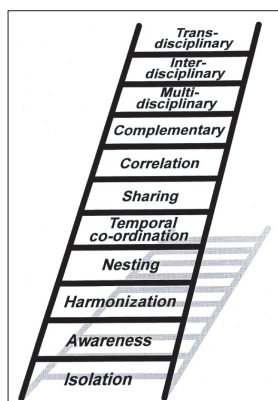 Trans-
disciplinary
Inter-
disciplinary
Multi-
disciplinary
Complementary
Correlation
Sharing
Temporal
co-ordination
Nesting
Harmonization
Awareness
Isolation